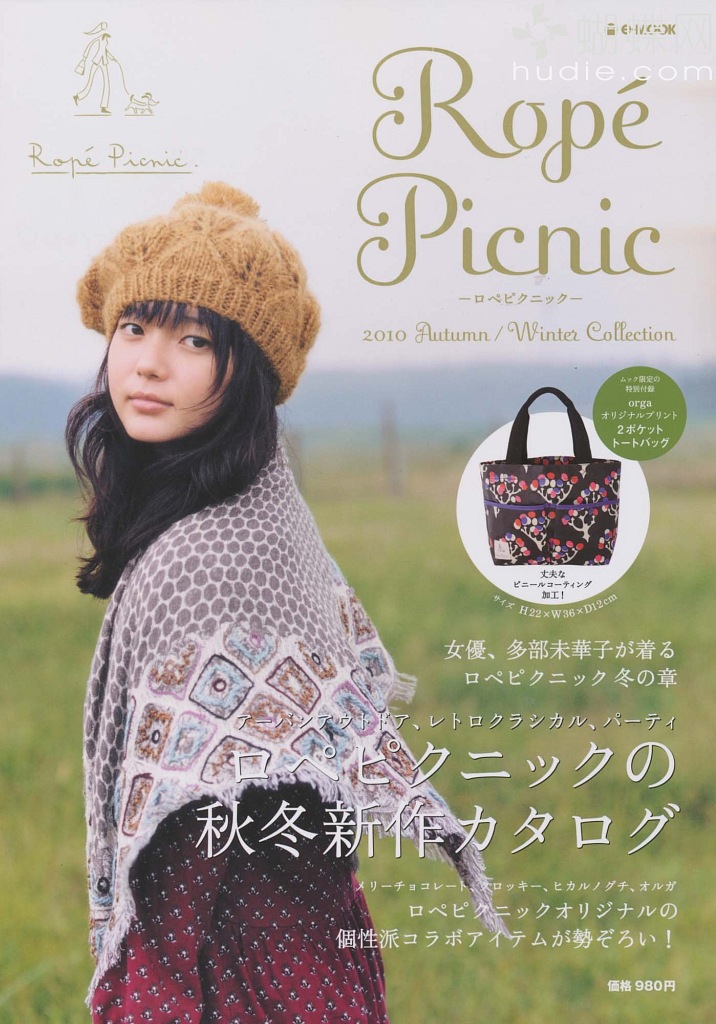 e-MOOK
蝴蝶网
hudie.com
Ropé Picnic.
Ropé
Picnic
ーロペピクニックー
2010 Autumn / Winter Collection
ムック限定の
特別付録
orga
オリジナルプリント
2ポケット
トートバッグ
丈夫な
ビニールコーティング
加工!
サイズ H22×W36×D12cm
女優、多部未華子が着る
ロペピクニック 冬の章
アーバンアウトドア、レトロクラシカル、パーティ
ロペピクニックの
秋冬新作カタログ
メリーチョコレート、クロッキー、ヒカルノグチ、オルガ
ロペピクニックオリジナルの
個性派コラボアイテムが勢ぞろい!
価格 980円